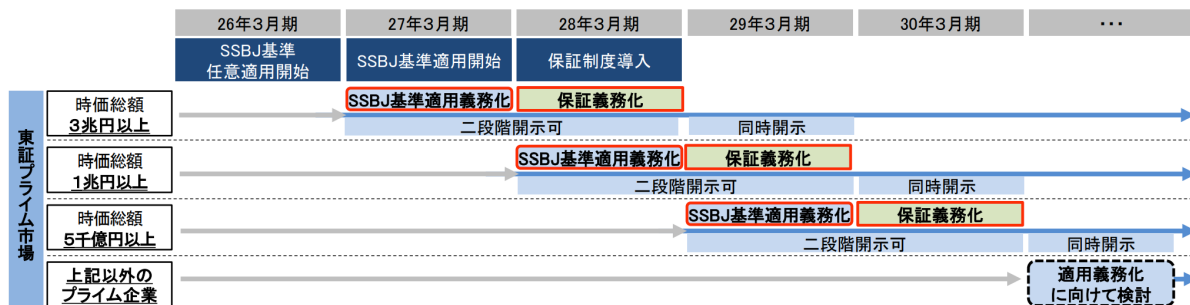 26年3月期
27年3月期
28年3月期
29年3月期
30年3月期
･･･
SSBJ基準
任意適用開始
SSBJ基準適用開始
保証制度導入
東証プライム市場
時価総額
3兆円以上
SSBJ基準適用義務化
保証義務化
二段階開示可
同時開示
時価総額
1兆円以上
SSBJ基準適用義務化
保証義務化
二段階開示可
同時開示
時価総額
5千億円以上
SSBJ基準適用義務化
保証義務化
二段階開示可
同時開示
上記以外の
プライム企業
適用義務化
に向けて検討